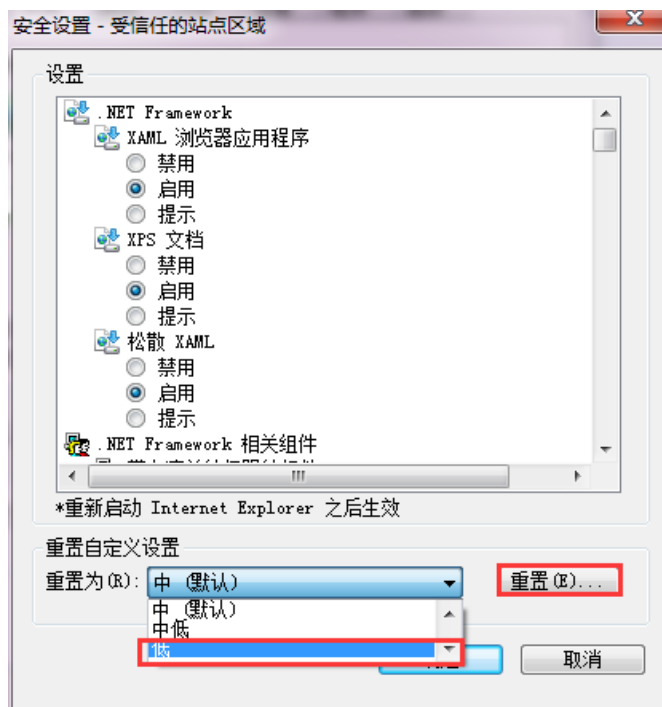 安全设置 - 受信任的站点区域
设置
.NET Framework
XAML 浏览器应用程序
禁用
启用
提示
XPS 文档
禁用
启用
提示
松散 XAML
禁用
启用
提示
.NET Framework 相关组件
*重新启动 Internet Explorer 之后生效
重置自定义设置
重置为(R): 中 (默认) 重置(E)...
中 (默认)
中低
低
取消